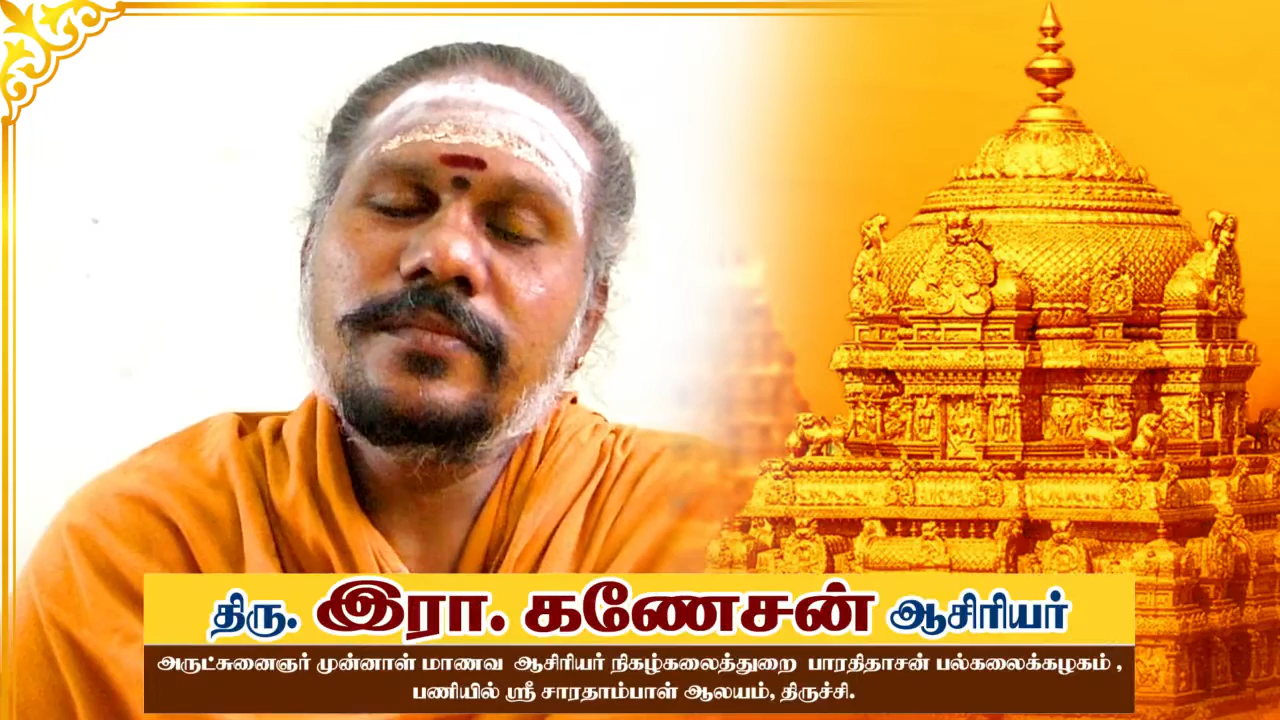 திரு. இரா. கணேசன் ஆசிரியர்
அருட்சுனைஞர் முன்னாள் மாணவ ஆசிரியர் நிகழ்கலைத்துறை பாரதிதாசன் பல்கலைக்கழகம் ,
பணியில் ஸ்ரீ சாரதாம்பாள் ஆலயம், திருச்சி.